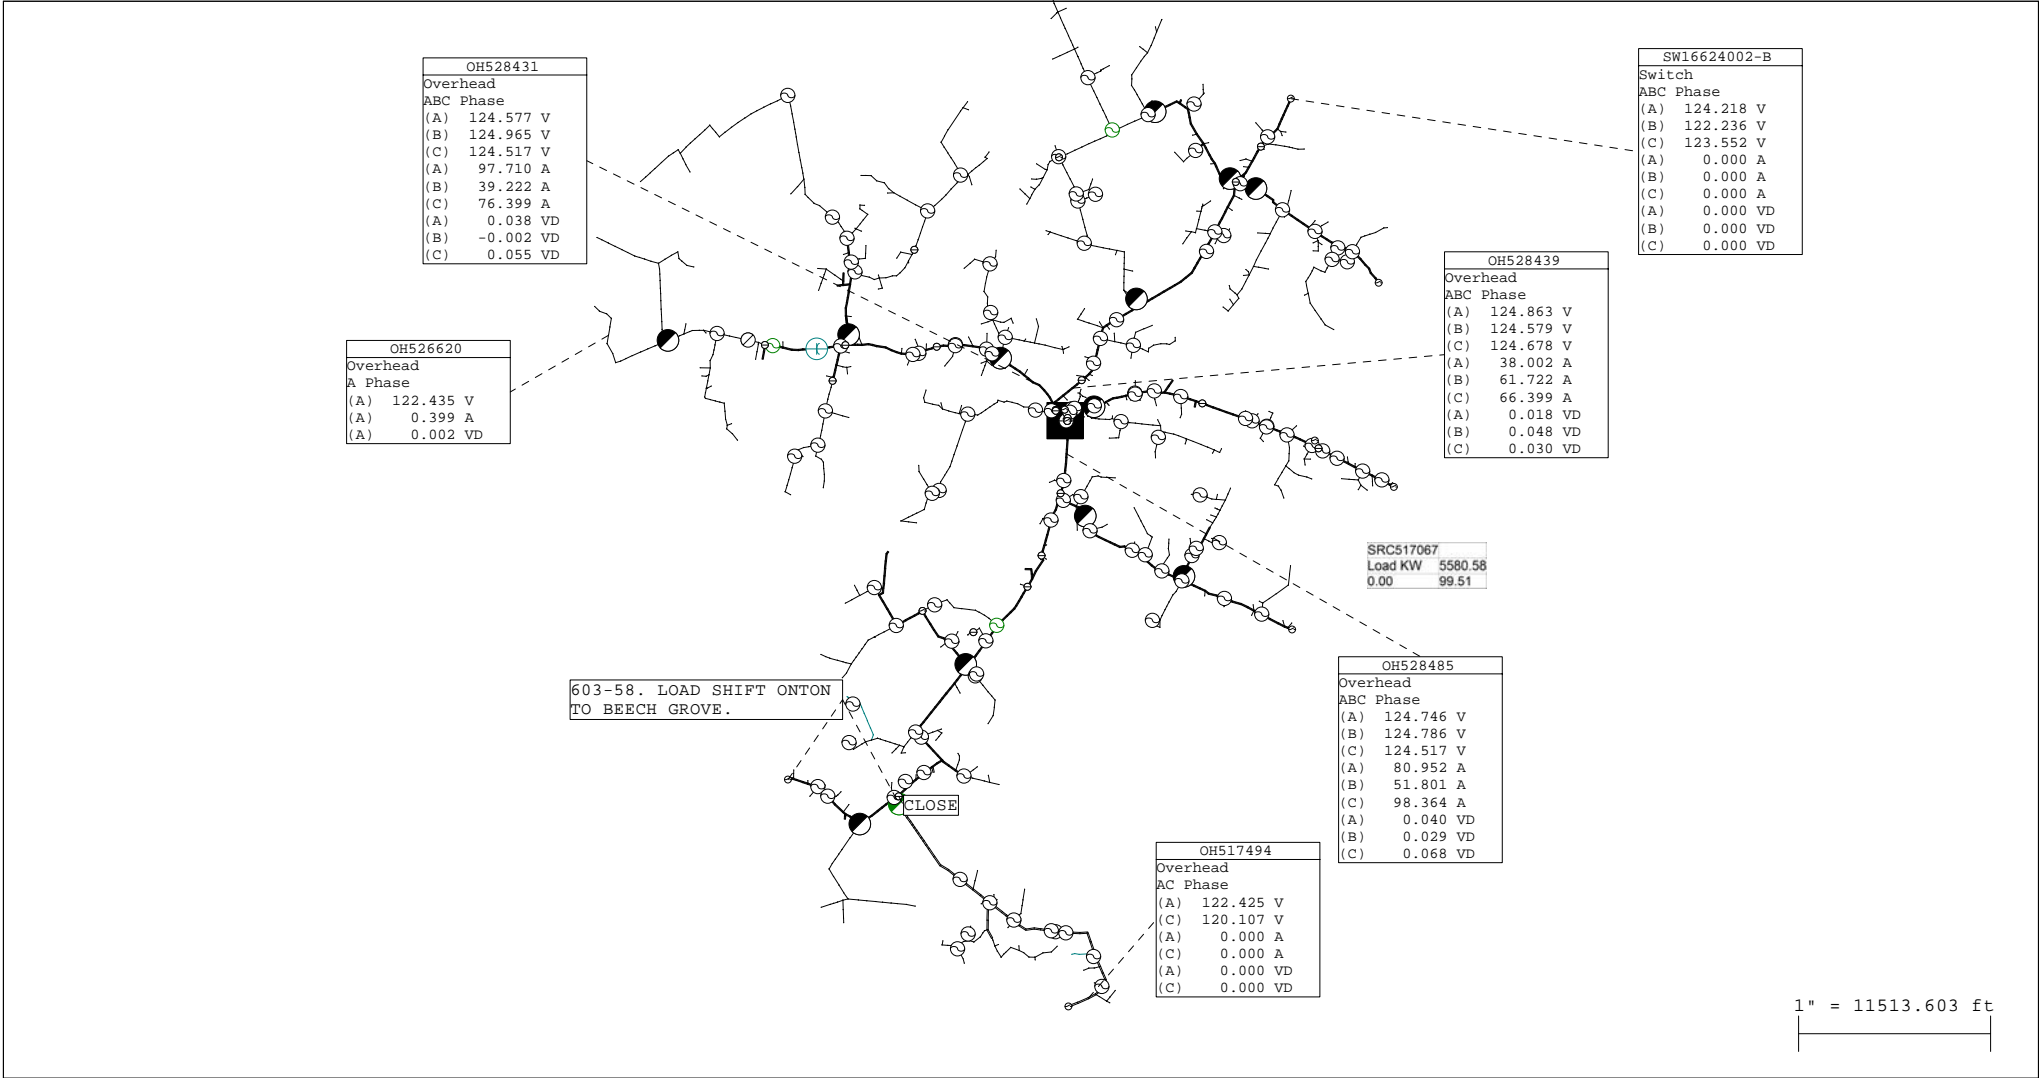 OH528431
Overhead
ABC Phase
(A) 124.577 V
(B) 124.965 V
(C) 124.517 V
(A) 97.710 A
(B) 39.222 A
(C) 76.399 A
(A) 0.038 VD
(B) -0.002 VD
(C) 0.055 VD
SW16624002-B
Switch
ABC Phase
(A) 124.218 V
(B) 122.236 V
(C) 123.552 V
(A) 0.000 A
(B) 0.000 A
(C) 0.000 A
(A) 0.000 VD
(B) 0.000 VD
(C) 0.000 VD
OH528439
Overhead
ABC Phase
(A) 124.863 V
(B) 124.579 V
(C) 124.678 V
(A) 38.002 A
(B) 61.722 A
(C) 66.399 A
(A) 0.018 VD
(B) 0.048 VD
(C) 0.030 VD
OH526620
Overhead
A Phase
(A) 122.435 V
(A) 0.399 A
(A) 0.002 VD
SRC517067
Load KW 5580.58
0.00 99.51
603-58. LOAD SHIFT ONTON
TO BEECH GROVE.
CLOSE
OH528485
Overhead
ABC Phase
(A) 124.746 V
(B) 124.786 V
(C) 124.517 V
(A) 80.952 A
(B) 51.801 A
(C) 98.364 A
(A) 0.040 VD
(B) 0.029 VD
(C) 0.068 VD
OH517494
Overhead
AC Phase
(A) 122.425 V
(C) 120.107 V
(A) 0.000 A
(C) 0.000 A
(A) 0.000 VD
(C) 0.000 VD
1" = 11513.603 ft